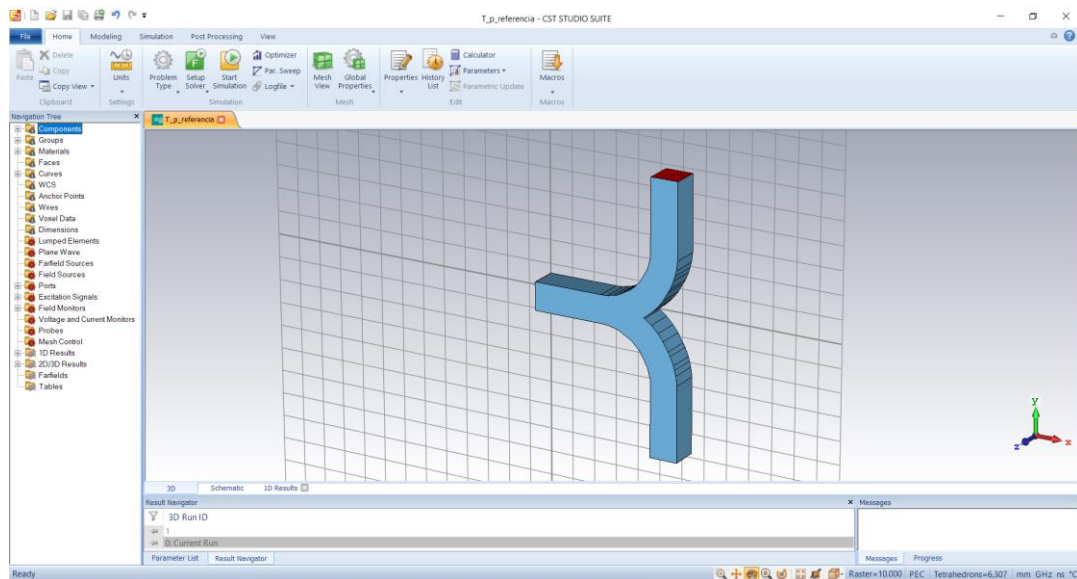 T_p_referencia - CST STUDIO SUITE
File Home Modeling Simulation Post Processing View
Paste
Delete
Copy
Copy View
Clipboard
Units
Settings
Problem Type
Setup Solver
Start Simulation
Optimizer
Par. Sweep
Logfile
Simulation
Mesh View
Global Properties
Mesh
Properties
History List
Calculator
Parameters
Parametric Update
Edit
Macros
Macros
Navigation Tree
T_p_referencia
Components
Groups
Materials
Faces
Curves
WCS
Anchor Points
Wires
Voxel Data
Dimensions
Lumped Elements
Plane Wave
Farfield Sources
Field Sources
Ports
Excitation Signals
Field Monitors
Voltage and Current Monitors
Probes
Mesh Control
1D Results
2D/3D Results
Farfields
Tables
y
x
z
3D Schematic 1D Results
Result Navigator
3D Run ID
1
0: Current Run
Parameter List Result Navigator
Messages
Messages Progress
Ready
Raster=10.000 PEC Tetrahedrons=6,307 mm GHz ns °C